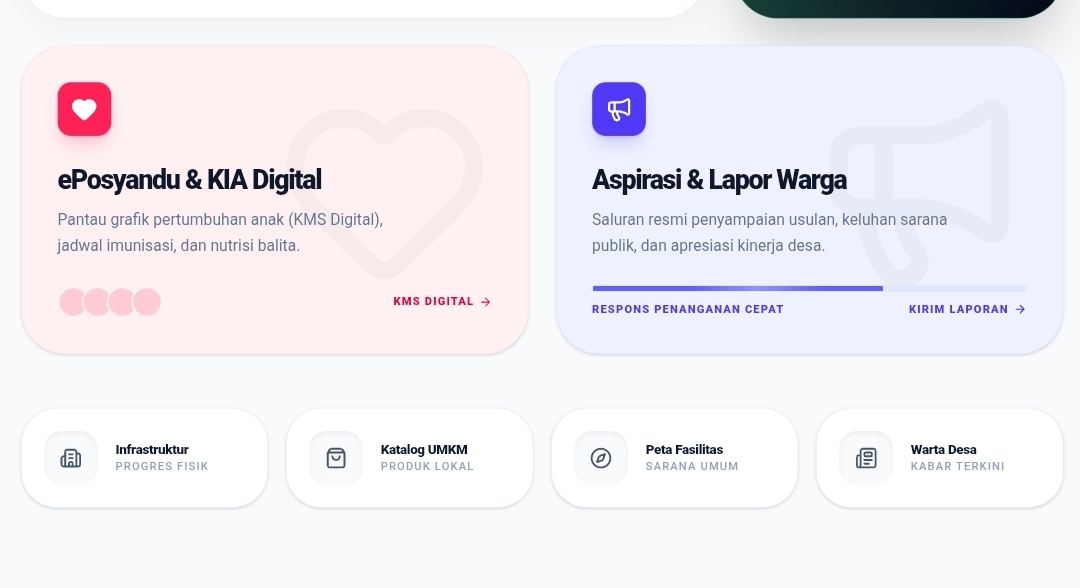 ePosyandu & KIA Digital
Pantau grafik pertumbuhan anak (KMS Digital),
jadwal imunisasi, dan nutrisi balita.
KMS DIGITAL →
Aspirasi & Lapor Warga
Saluran resmi penyampaian usulan, keluhan sarana
publik, dan apresiasi kinerja desa.
RESPONS PENANGANAN CEPAT
KIRIM LAPORAN →
Infrastruktur
PROGRES FISIK
Katalog UMKM
PRODUK LOKAL
Peta Fasilitas
SARANA UMUM
Warta Desa
KABAR TERKINI